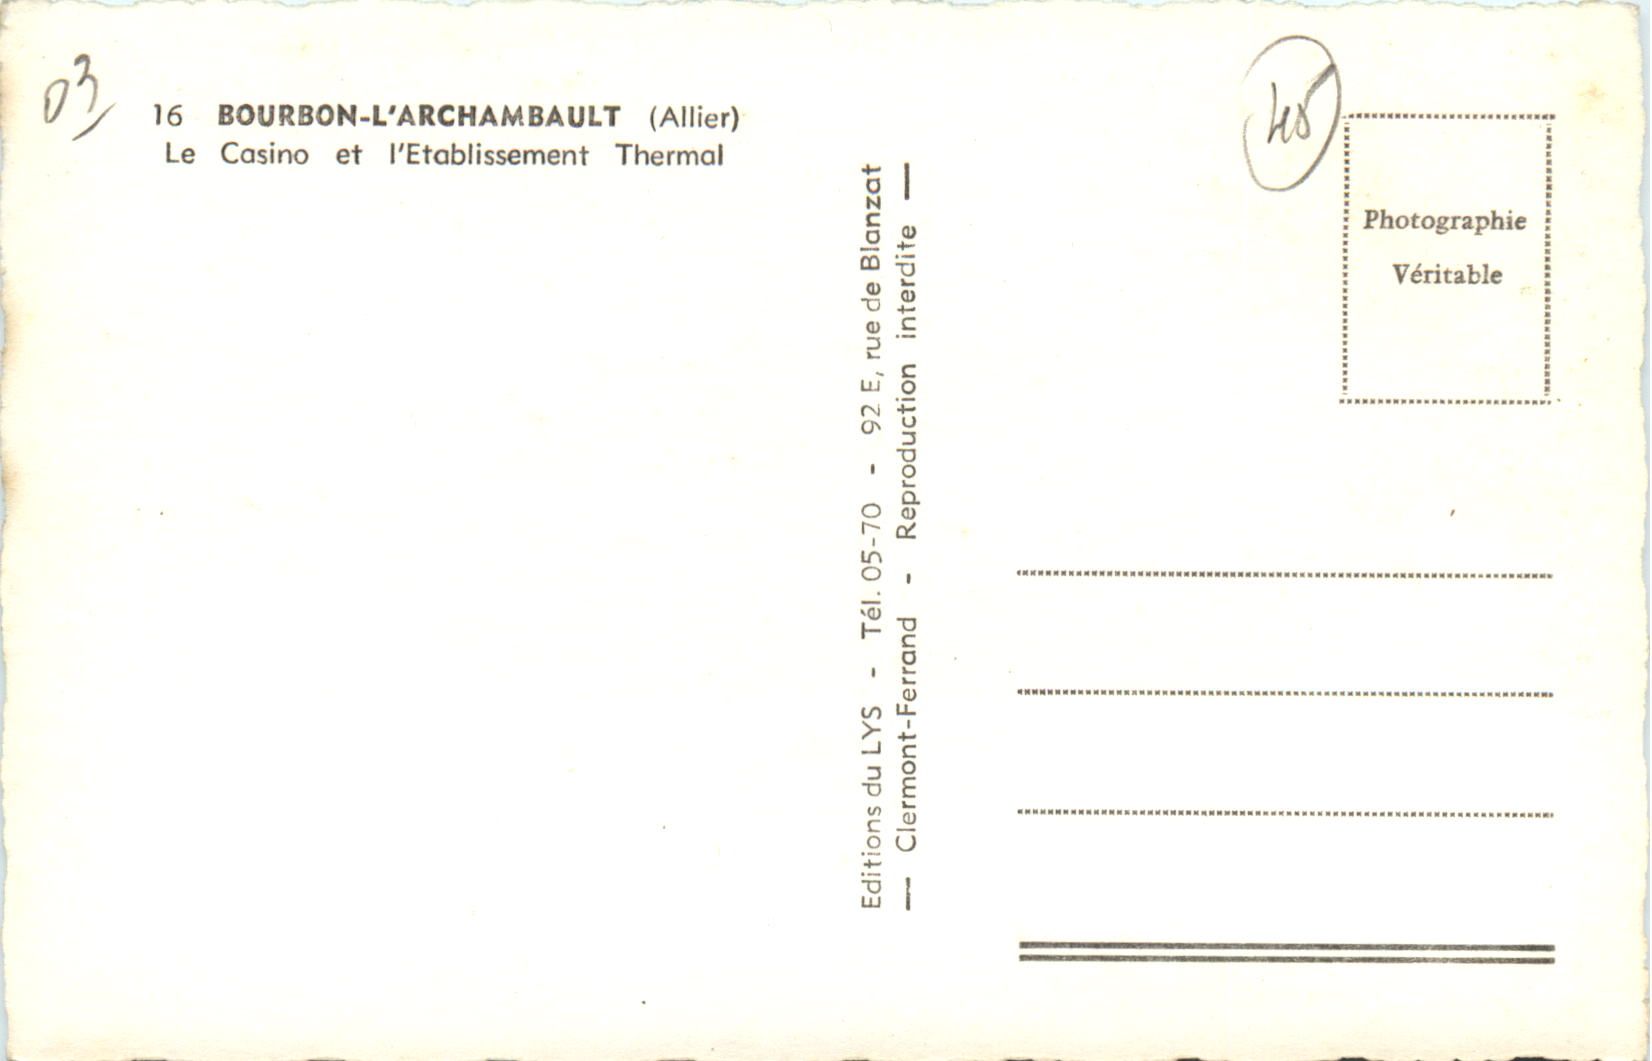 03
16 BOURBON-L'ARCHAMBAULT (Allier)
Le Casino et l'Etablissement Thermal
Editions du LYS - Tél. 05-70 - 92 E, rue de Blanzat
— Clermont-Ferrand - Reproduction interdite —
Photographie
Véritable